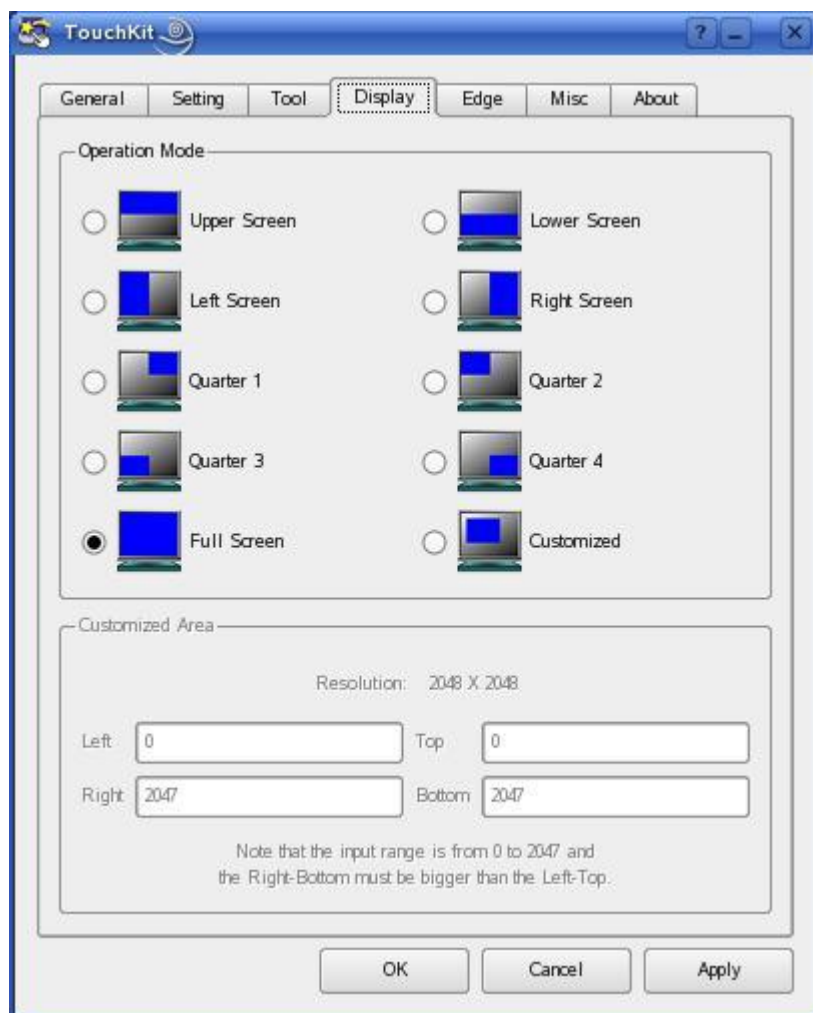 TouchKit
General Setting Tool Display Edge Misc About
Operation Mode
Upper Screen Lower Screen
Left Screen Right Screen
Quarter 1 Quarter 2
Quarter 3 Quarter 4
Full Screen Customized
Customized Area
Resolution: 2048 X 2048
Left 0 Top 0
Right 2047 Bottom 2047
Note that the input range is from 0 to 2047 and
the Right-Bottom must be bigger than the Left-Top.
OK Cancel Apply